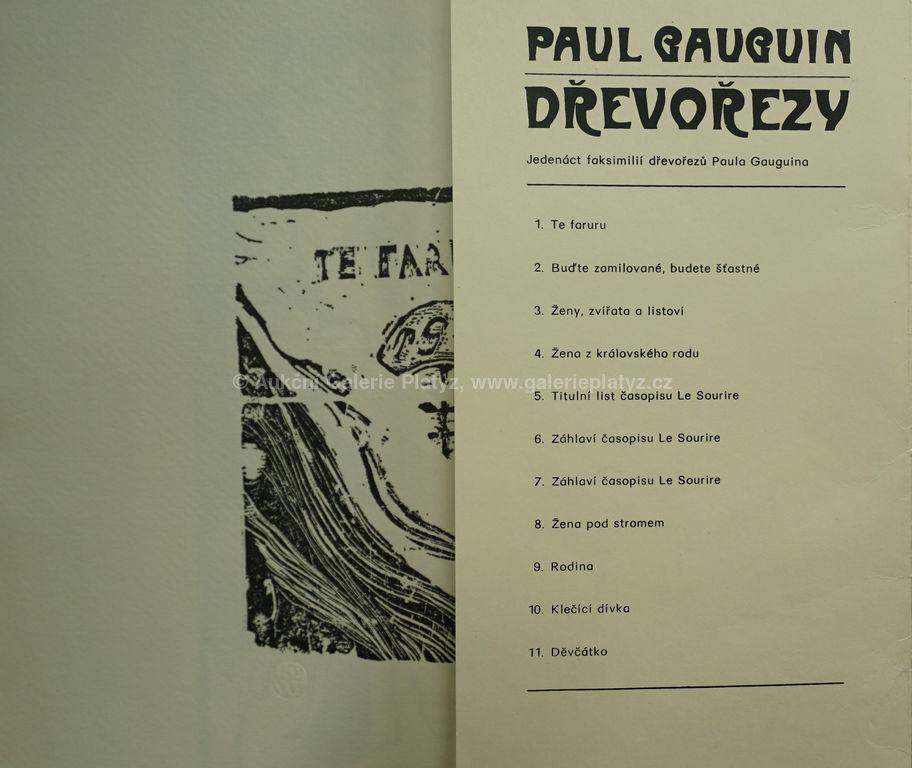 PAUL GAUGUIN
DŘEVOŘEZY
Jedenáct faksimilií dřevořezů Paula Gauguina
1. Te faruru
2. Buďte zamilované, budete šťastné
3. Ženy, zvířata a listoví
4. Žena z královského rodu
5. Titulní list časopisu Le Sourire
6. Záhlaví časopisu Le Sourire
7. Záhlaví časopisu Le Sourire
8. Žena pod stromem
9. Rodina
10. Klečící dívka
11. Děvčátko
TE FARU
© Aukční Galerie Platýz, www.galerieplatyz.cz